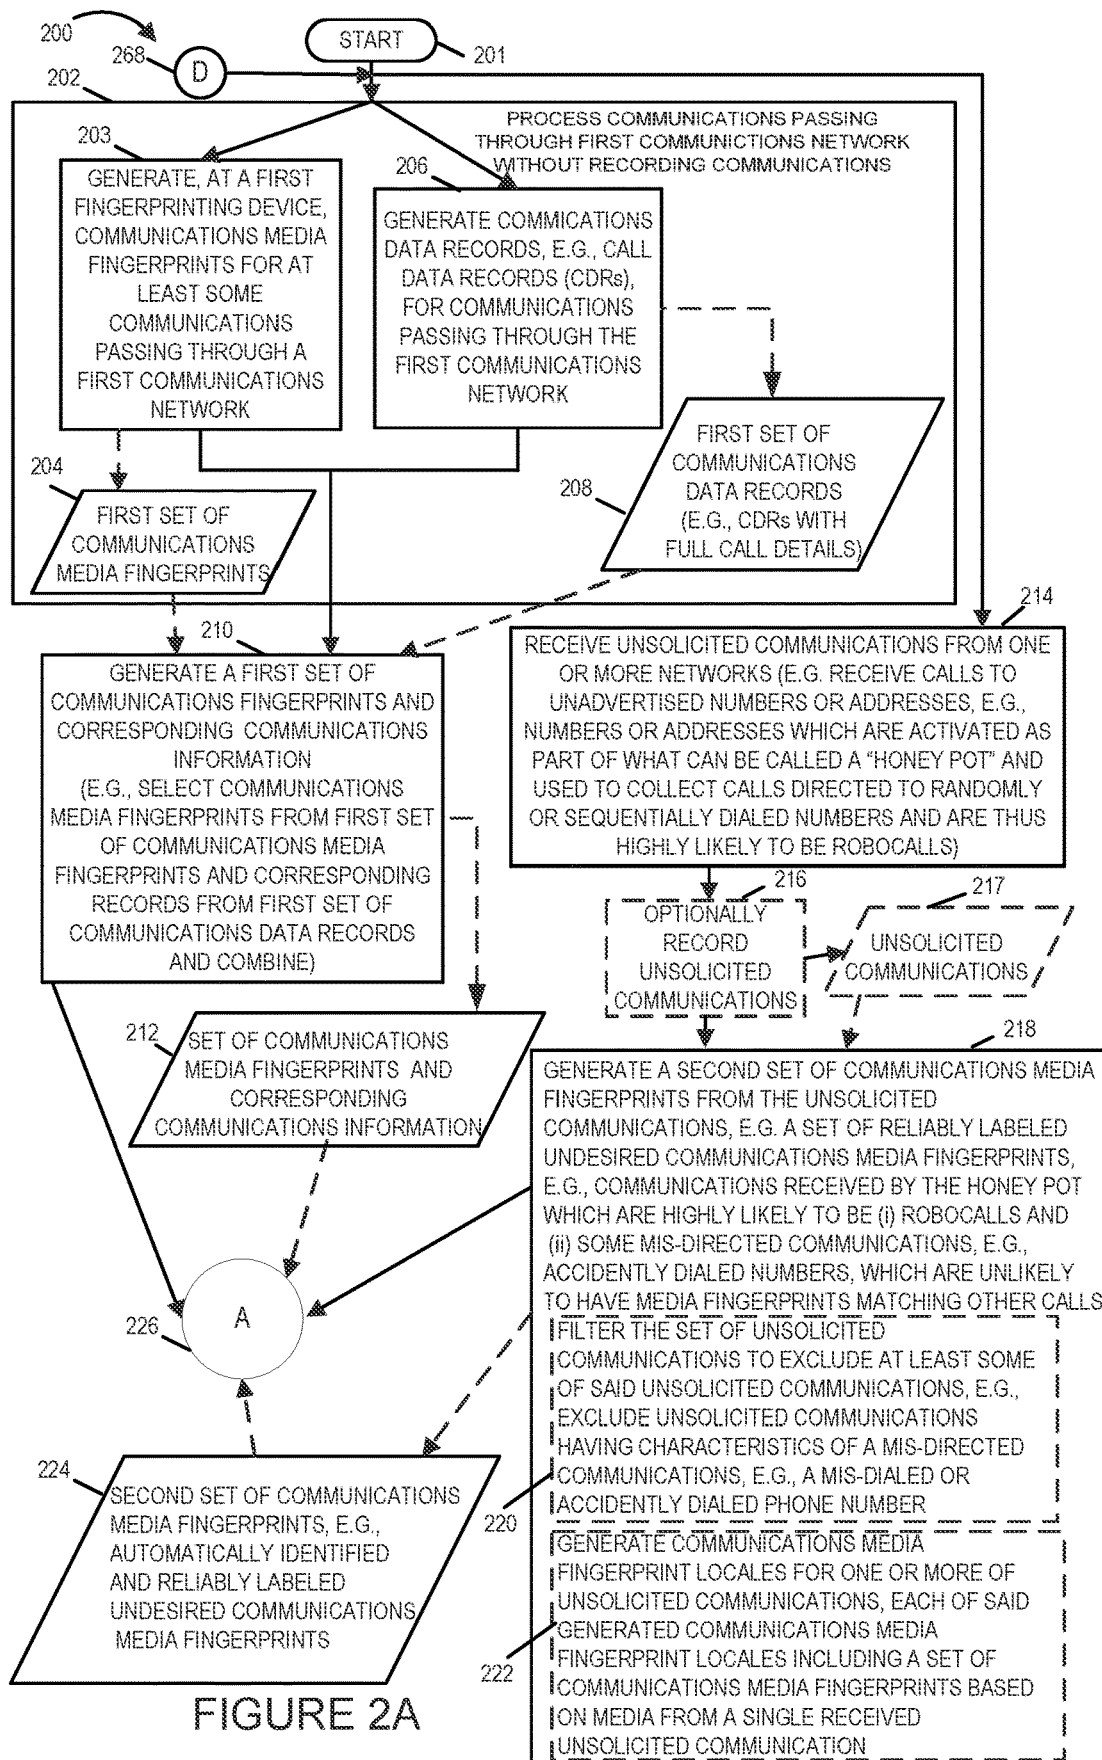 200
START
201
268
D
202
PROCESS COMMUNICATIONS PASSING
THROUGH FIRST COMMUNICTIONS NETWORK
WITHOUT RECORDING COMMUNICATIONS
203
GENERATE, AT A FIRST
FINGERPRINTING DEVICE,
COMMUNICATIONS MEDIA
FINGERPRINTS FOR AT
LEAST SOME
COMMUNICATIONS
PASSING THROUGH A
FIRST COMMUNICATIONS
NETWORK
206
GENERATE COMMICATIONS
DATA RECORDS, E.G., CALL
DATA RECORDS (CDRs),
FOR COMMUNICATIONS
PASSING THROUGH THE
FIRST COMMUNICATIONS
NETWORK
204
FIRST SET OF
COMMUNICATIONS
MEDIA FINGERPRINTS
208
FIRST SET OF
COMMUNICATIONS
DATA RECORDS
(E.G., CDRs WITH
FULL CALL DETAILS)
210
GENERATE A FIRST SET OF
COMMUNICATIONS FINGERPRINTS AND
CORRESPONDING COMMUNICATIONS
INFORMATION
(E.G., SELECT COMMUNICATIONS
MEDIA FINGERPRINTS FROM FIRST SET
OF COMMUNICATIONS MEDIA
FINGERPRINTS AND CORRESPONDING
RECORDS FROM FIRST SET OF
COMMUNICATIONS DATA RECORDS
AND COMBINE)
214
RECEIVE UNSOLICITED COMMUNICATIONS FROM ONE
OR MORE NETWORKS (E.G. RECEIVE CALLS TO
UNADVERTISED NUMBERS OR ADDRESSES, E.G.,
NUMBERS OR ADDRESSES WHICH ARE ACTIVATED AS
PART OF WHAT CAN BE CALLED A "HONEY POT" AND
USED TO COLLECT CALLS DIRECTED TO RANDOMLY
OR SEQUENTIALLY DIALED NUMBERS AND ARE THUS
HIGHLY LIKELY TO BE ROBOCALLS)
216
OPTIONALLY
RECORD
UNSOLICITED
COMMUNICATIONS
217
UNSOLICITED
COMMUNICATIONS
212
SET OF COMMUNICATIONS
MEDIA FINGERPRINTS AND
CORRESPONDING
COMMUNICATIONS INFORMATION
218
GENERATE A SECOND SET OF COMMUNICATIONS MEDIA
FINGERPRINTS FROM THE UNSOLICITED
COMMUNICATIONS, E.G. A SET OF RELIABLY LABELED
UNDESIRED COMMUNICATIONS MEDIA FINGERPRINTS,
E.G., COMMUNICATIONS RECEIVED BY THE HONEY POT
WHICH ARE HIGHLY LIKELY TO BE (i) ROBOCALLS AND
(ii) SOME MIS-DIRECTED COMMUNICATIONS, E.G.,
ACCIDENTLY DIALED NUMBERS, WHICH ARE UNLIKELY
TO HAVE MEDIA FINGERPRINTS MATCHING OTHER CALLS
A
226
220
FILTER THE SET OF UNSOLICITED
COMMUNICATIONS TO EXCLUDE AT LEAST SOME
OF SAID UNSOLICITED COMMUNICATIONS, E.G.,
EXCLUDE UNSOLICITED COMMUNICATIONS
HAVING CHARACTERISTICS OF A MIS-DIRECTED
COMMUNICATIONS, E.G., A MIS-DIALED OR
ACCIDENTLY DIALED PHONE NUMBER
222
GENERATE COMMUNICATIONS MEDIA
FINGERPRINT LOCALES FOR ONE OR MORE OF
UNSOLICITED COMMUNICATIONS, EACH OF SAID
GENERATED COMMUNICATIONS MEDIA
FINGERPRINT LOCALES INCLUDING A SET OF
COMMUNICATIONS MEDIA FINGERPRINTS BASED
ON MEDIA FROM A SINGLE RECEIVED
UNSOLICITED COMMUNICATION
224
SECOND SET OF COMMUNICATIONS
MEDIA FINGERPRINTS, E.G.,
AUTOMATICALLY IDENTIFIED
AND RELIABLY LABELED
UNDESIRED COMMUNICATIONS
MEDIA FINGERPRINTS
FIGURE 2A